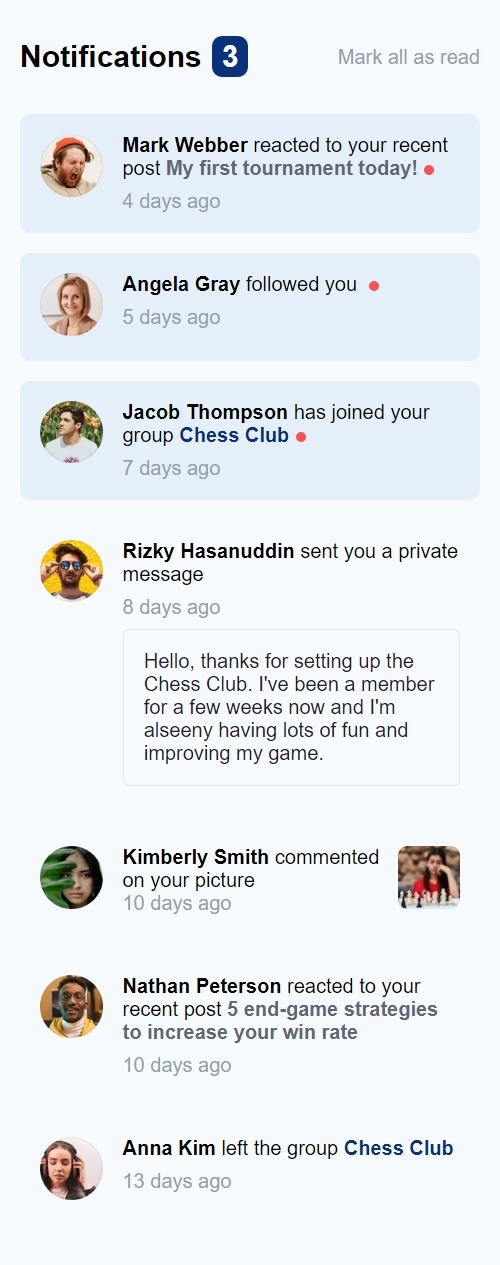 Notifications 3 Mark all as read
Mark Webber reacted to your recent
post My first tournament today!
4 days ago
Angela Gray followed you
5 days ago
Jacob Thompson has joined your
group Chess Club
7 days ago
Rizky Hasanuddin sent you a private
message
8 days ago
Hello, thanks for setting up the
Chess Club. I've been a member
for a few weeks now and I'm
alseeny having lots of fun and
improving my game.
Kimberly Smith commented
on your picture
10 days ago
Nathan Peterson reacted to your
recent post 5 end-game strategies
to increase your win rate
10 days ago
Anna Kim left the group Chess Club
13 days ago